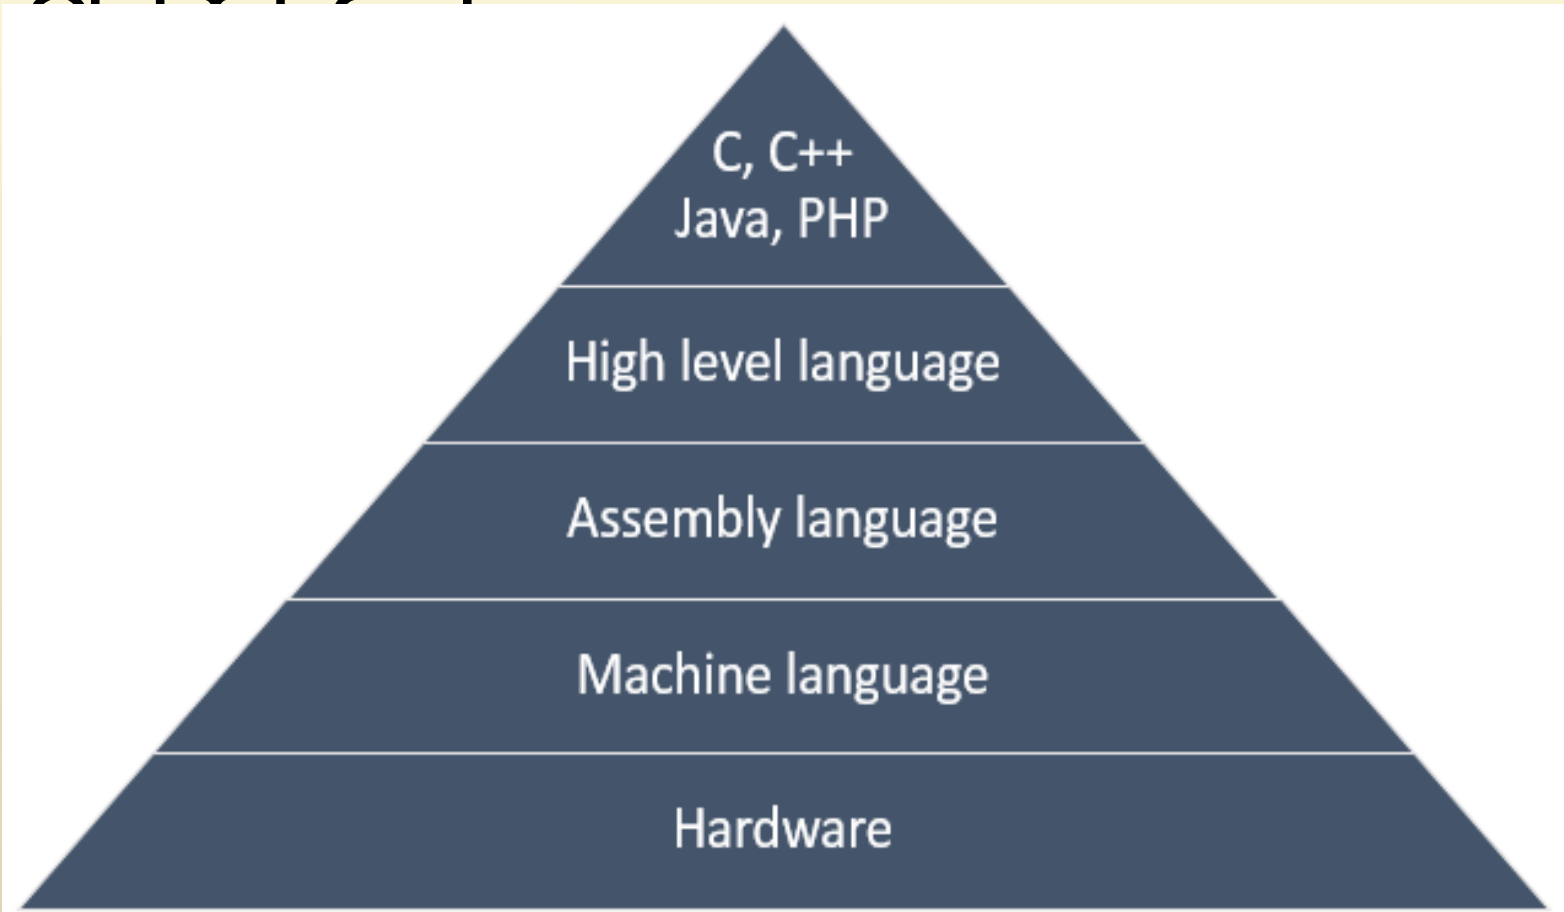 C, C++
Java, PHP
High level language
Assembly language
Machine language
Hardware